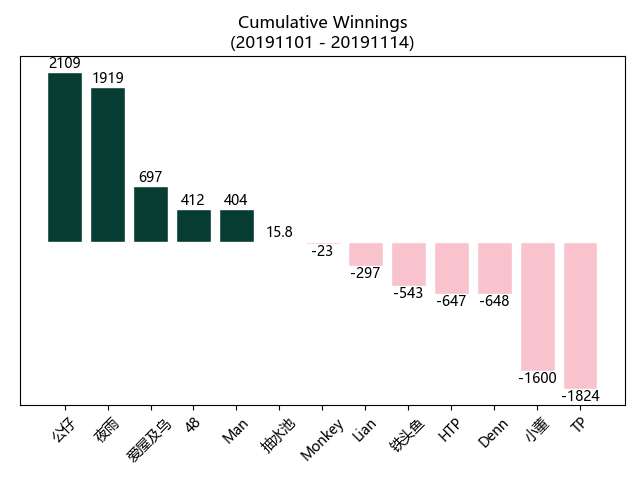 Cumulative Winnings
(20191101 - 20191114)
2109
1919
697
412
404
15.8
-23
-297
-543
-647
-648
-1600
-1824
公仔
夜雨
爱屋及乌
48
Man
抽水池
Monkey
Lian
铁头鱼
HTP
Denn
小董
TP